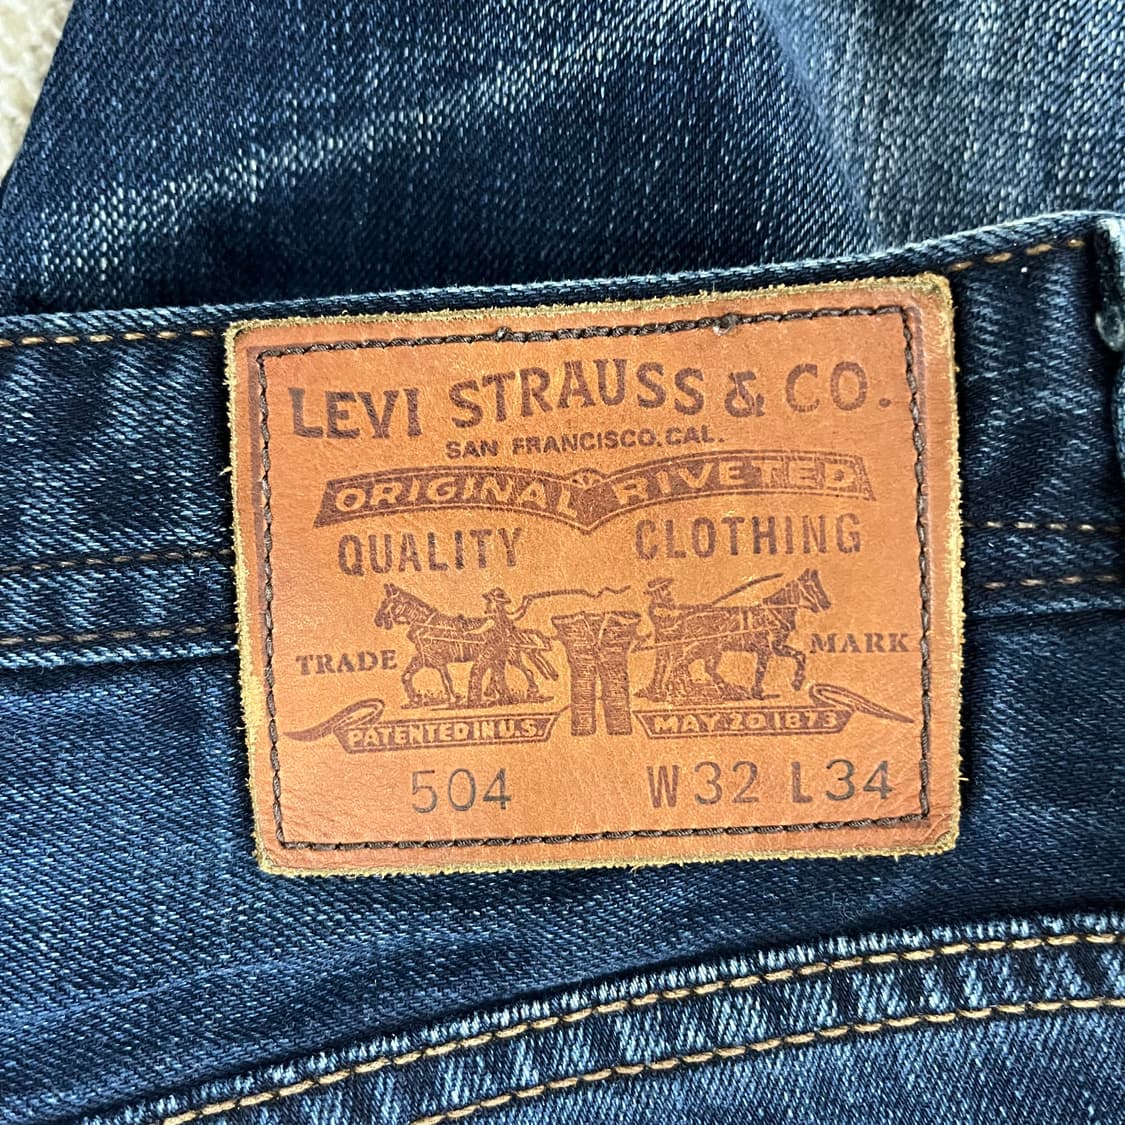 LEVI STRAUSS & CO.
SAN FRANCISCO, CAL.
ORIGINAL RIVETED
QUALITY CLOTHING
TRADE MARK
PATENTED IN U.S. MAY 20 1873
504 W32 L34